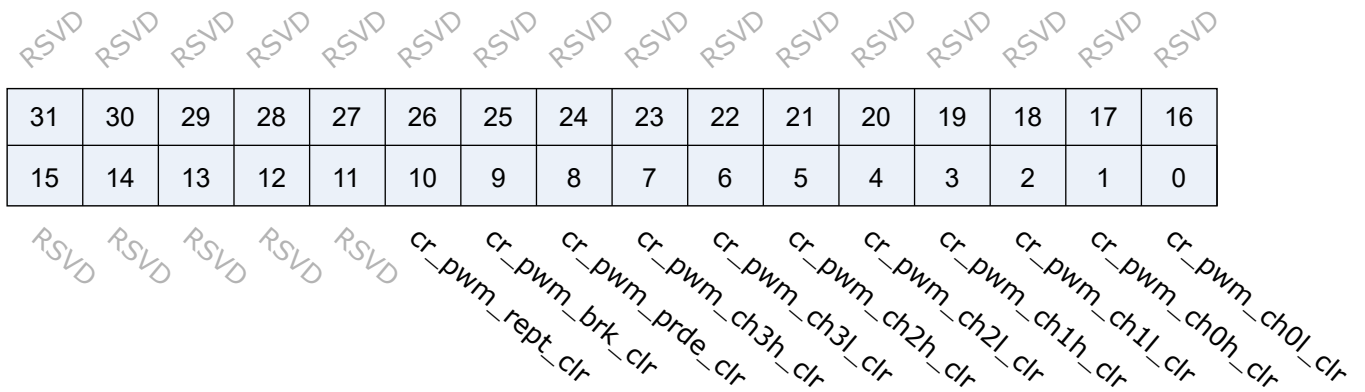 RSVD RSVD RSVD RSVD RSVD RSVD RSVD RSVD RSVD RSVD RSVD RSVD RSVD RSVD RSVD RSVD
31 30 29 28 27 26 25 24 23 22 21 20 19 18 17 16
15 14 13 12 11 10 9 8 7 6 5 4 3 2 1 0
RSVD RSVD RSVD RSVD RSVD cr_pwm_rept_clr cr_pwm_brk_clr cr_pwm_prde_clr cr_pwm_ch3h_clr cr_pwm_ch3l_clr cr_pwm_ch2h_clr cr_pwm_ch2l_clr cr_pwm_ch1h_clr cr_pwm_ch1l_clr cr_pwm_ch0h_clr cr_pwm_ch0l_clr